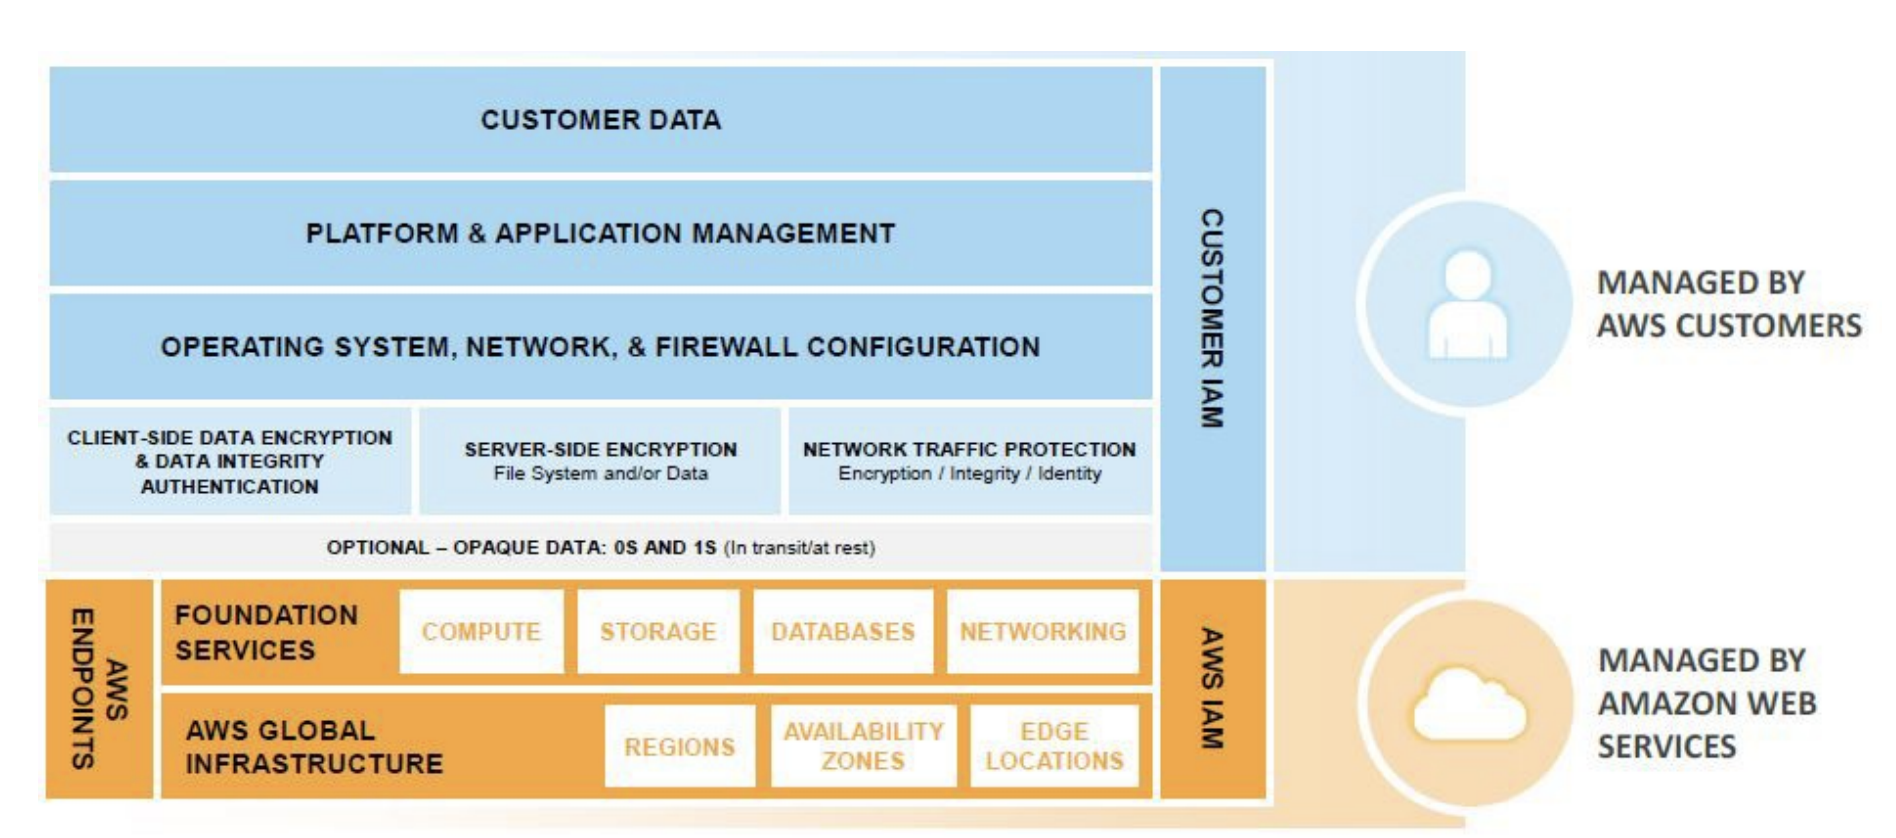 CUSTOMER DATA
PLATFORM & APPLICATION MANAGEMENT
OPERATING SYSTEM, NETWORK, & FIREWALL CONFIGURATION
CLIENT-SIDE DATA ENCRYPTION
& DATA INTEGRITY
AUTHENTICATION
SERVER-SIDE ENCRYPTION
File System and/or Data
NETWORK TRAFFIC PROTECTION
Encryption / Integrity / Identity
OPTIONAL – OPAQUE DATA: 0S AND 1S (In transit/at rest)
CUSTOMER IAM
MANAGED BY
AWS CUSTOMERS
AWS
ENDPOINTS
FOUNDATION
SERVICES
COMPUTE
STORAGE
DATABASES
NETWORKING
AWS GLOBAL
INFRASTRUCTURE
REGIONS
AVAILABILITY
ZONES
EDGE
LOCATIONS
AWS IAM
MANAGED BY
AMAZON WEB
SERVICES